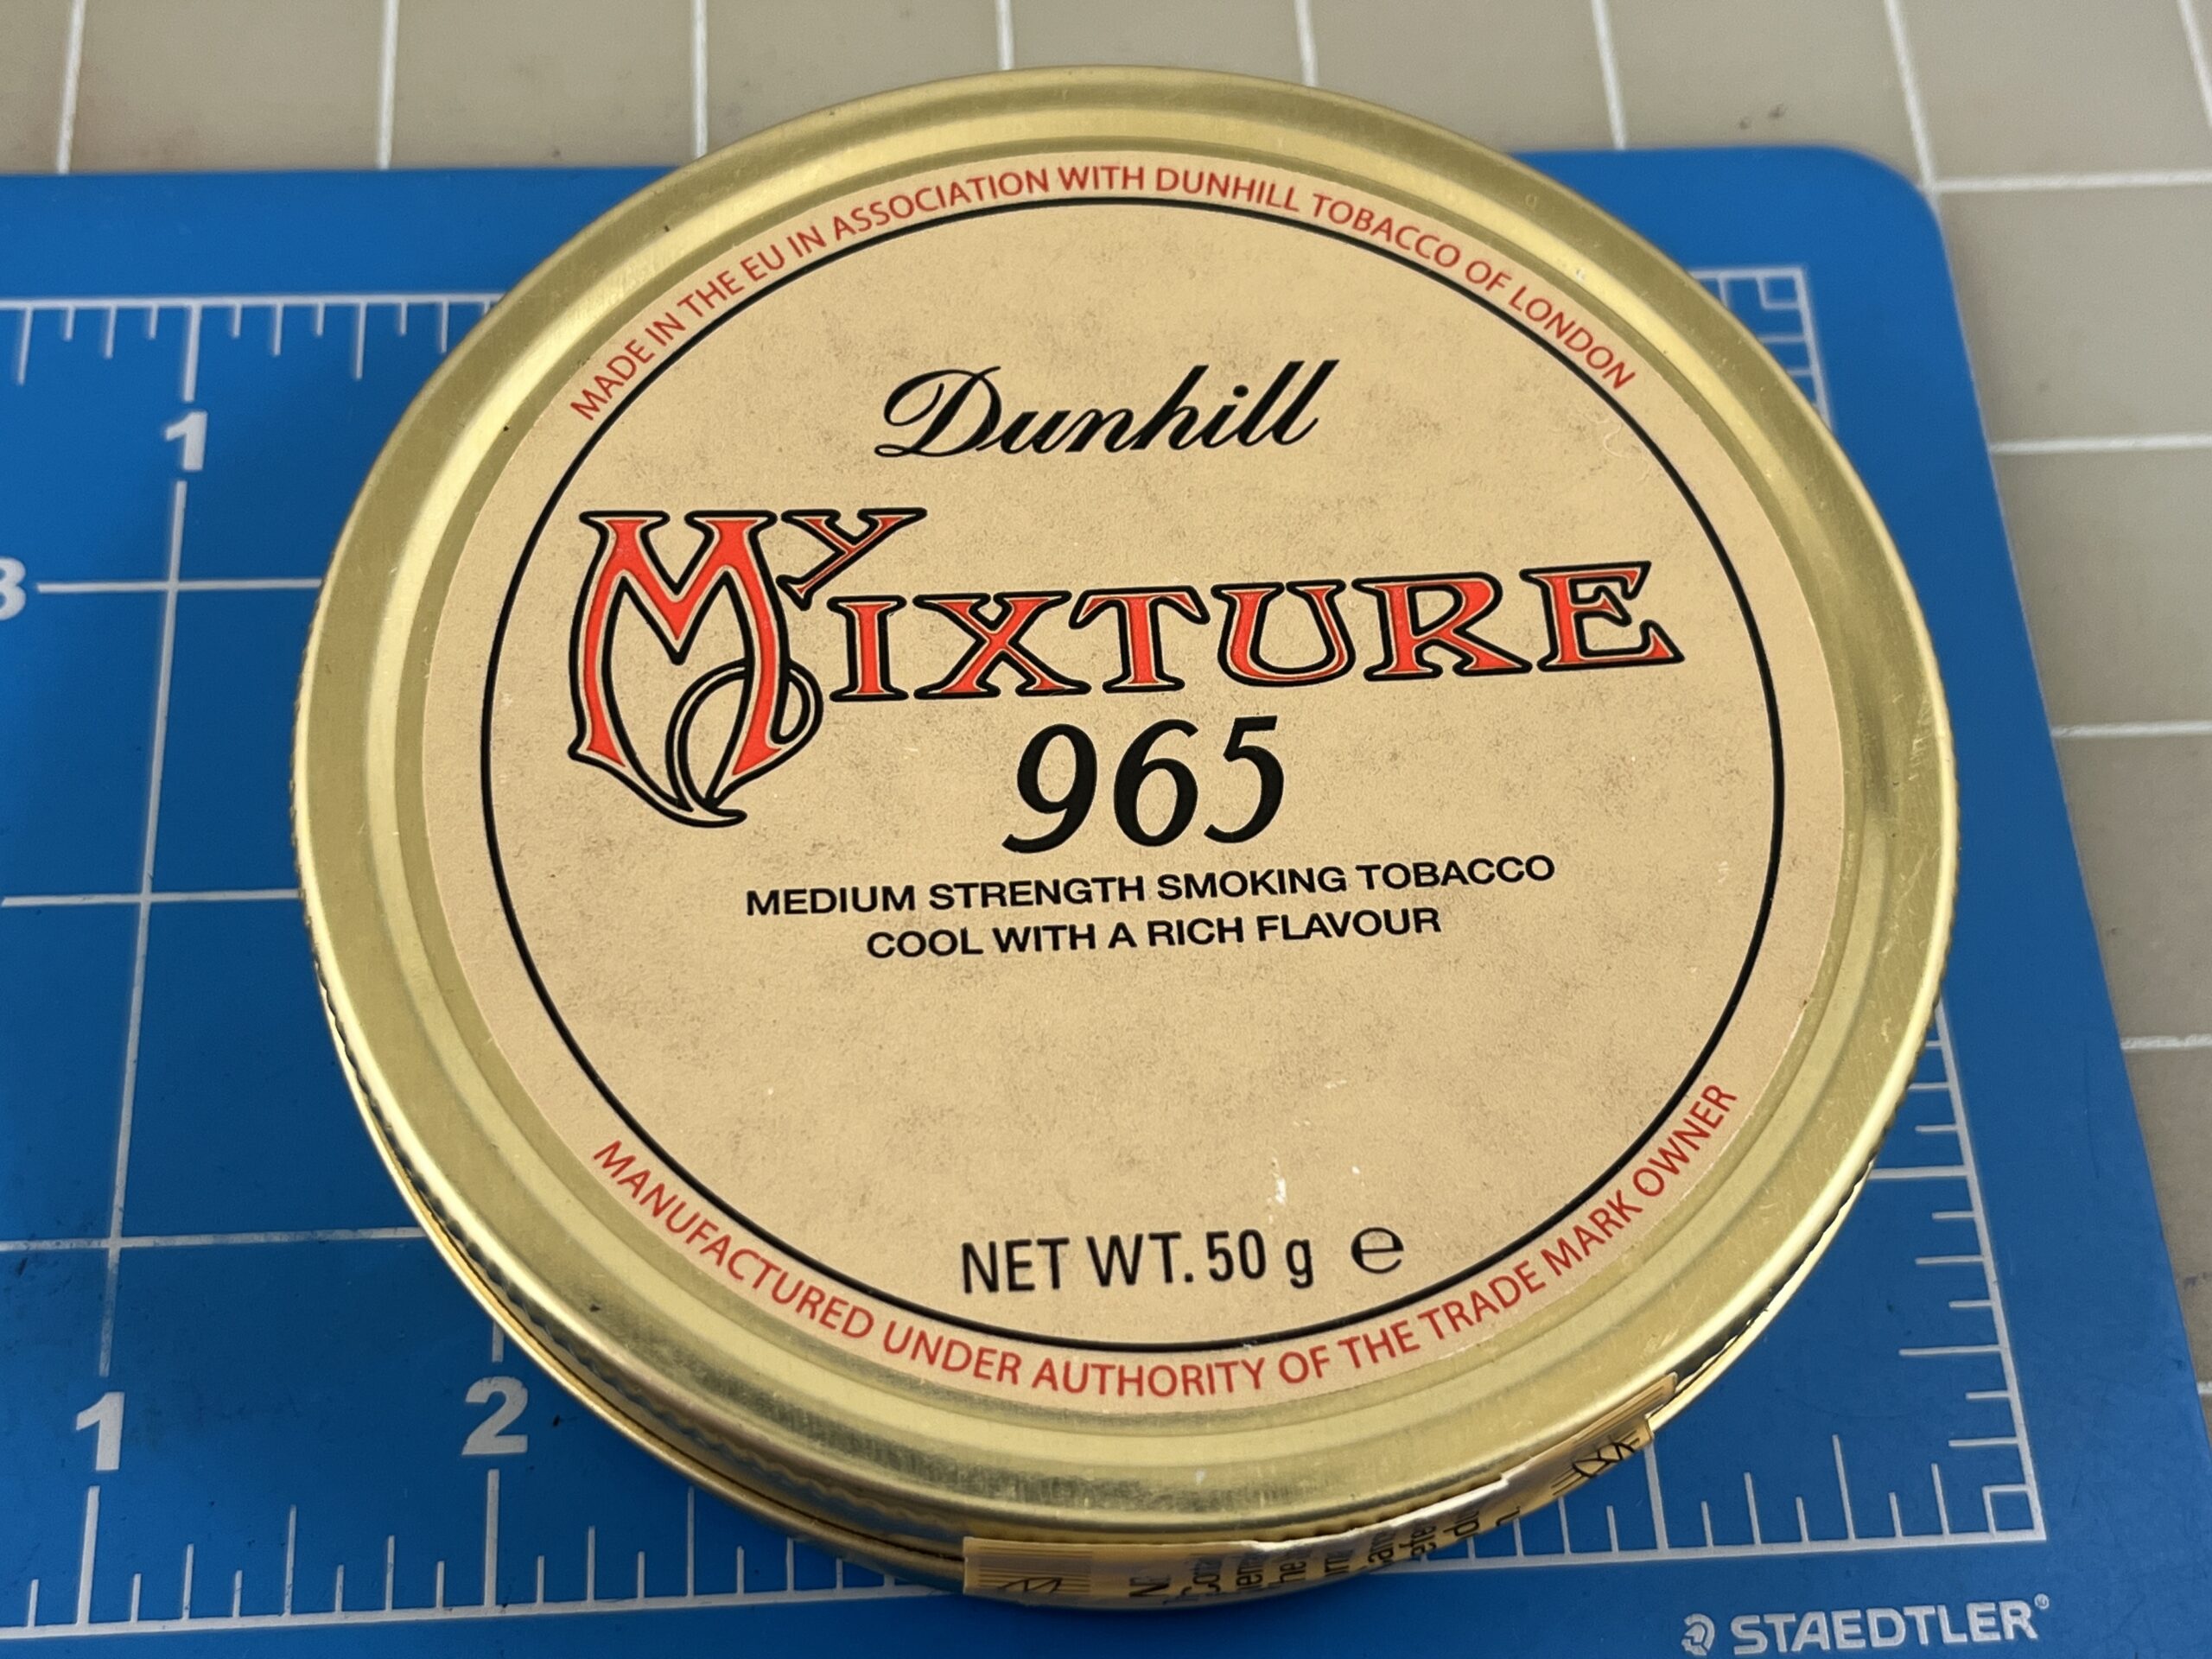 MADE IN THE EU IN ASSOCIATION WITH DUNHILL TOBACCO OF LONDON
Dunhill
MY MIXTURE
965
MEDIUM STRENGTH SMOKING TOBACCO
COOL WITH A RICH FLAVOUR
NET WT. 50 g ℮
MANUFACTURED UNDER AUTHORITY OF THE TRADE MARK OWNER
1
3
1
2
STAEDTLER®